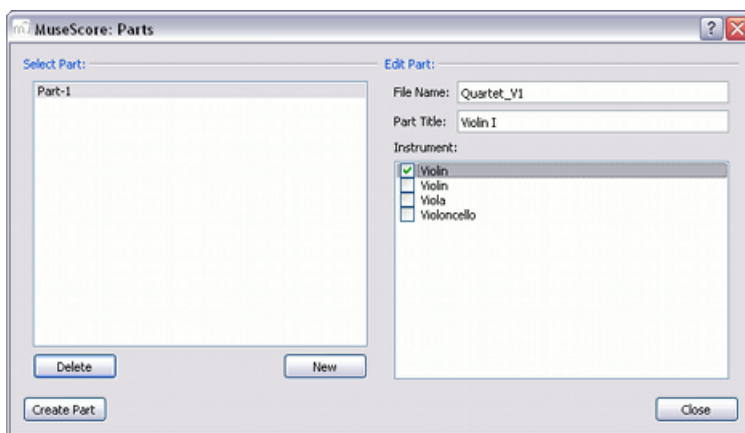 MuseScore: Parts
Select Part:
Part-1
Delete
New
Create Part
Edit Part:
File Name: Quartet_V1
Part Title: Violin I
Instrument:
Violin
Violin
Viola
Violoncello
Close